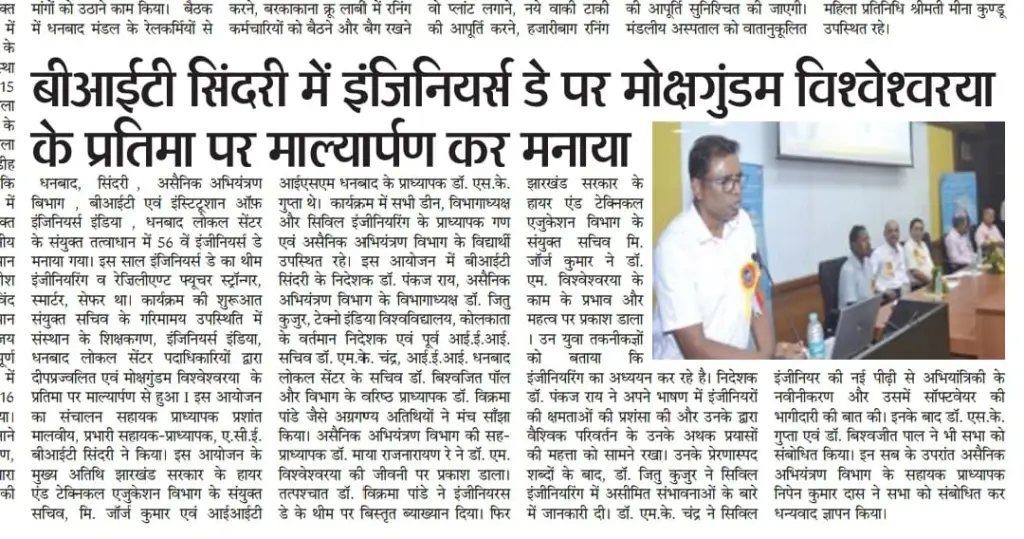 मांगों को उठाने काम किया। बैठक
में धनबाद मंडल के रेलकर्मियों से
करने, बरकाकाना क्रू लाबी में रनिंग
कर्मचारियों को बैठने और बैग रखने
वो प्लांट लगाने, नये वाकी टाकी
की आपूर्ति करने, हजारीबाग रनिंग
की आपूर्ति सुनिश्चित की जाएगी।
मंडलीय अस्पताल को वातानुकूलित
महिला प्रतिनिधि श्रीमती मीना कुण्डू
उपस्थित रहे।
बीआईटी सिंदरी में इंजिनियर्स डे पर मोक्षगुंडम विश्वेश्वरया
के प्रतिमा पर माल्यार्पण कर मनाया
धनबाद, सिंदरी , असैनिक अभियंत्रण
बिभाग , बीआईटी एवं इंस्टिट्यूशान ऑफ़
इंजिनियर्स इंडिया , धनबाद लोकल सेंटर
के संयुक्त तत्वाधान में 56 वें इंजीनियर्स डे
मनाया गया। इस साल इंजिनियर्स डे का थीम
इंजीनियरिंग व रेजिलीएण्ट फ्यूचर स्ट्रॉन्गर,
स्मार्टर, सेफर था। कार्यक्रम की शुरूआत
संयुक्त सचिव के गरिमामय उपस्थिति में
संस्थान के शिक्षकगण, इंजिनियर्स इंडिया,
धनबाद लोकल सेंटर पदाधिकारियों द्वारा
दीपप्रज्वलित एवं मोक्षगुंडम विश्वेश्वरया के
प्रतिमा पर माल्यार्पण से हुआ I इस आयोजन
का संचालन सहायक प्राध्यापक प्रशांत
मालवीय, प्रभारी सहायक-प्राध्यापक, ए.सी.ई.
बीआईटी सिंदरी ने किया। इस आयोजन के
मुख्य अतिथि झारखंड सरकार के हायर
एंड टेक्निकल एजुकेशन विभाग के संयुक्त
सचिव, मि. जॉर्ज कुमार एवं आईआईटी
आईएसएम धनबाद के प्राध्यापक डॉ. एस.के.
गुप्ता थे। कार्यक्रम में सभी डीन, विभागाध्यक्ष
और सिविल इंजीनियरिंग के प्राध्यापक गण
एवं असैनिक अभियंत्रण विभाग के विद्यार्थी
उपस्थित रहे। इस आयोजन में बीआईटी
सिंदरी के निदेशक डॉ. पंकज राय, असैनिक
अभियंत्रण विभाग के विभागाध्यक्ष डॉ. जितु
कुजुर, टेक्नो इंडिया विश्वविद्यालय, कोलकाता
के वर्तमान निदेशक एवं पूर्व आई.ई.आई.
सचिव डॉ. एम.के. चंद्र, आई.ई.आई. धनबाद
लोकल सेंटर के सचिव डॉ. बिश्वजित पॉल
और विभाग के वरिष्ठ प्राध्यापक डॉ. विक्रमा
पांडे जैसे अग्रगण्य अतिथियों ने मंच साँझा
किया। असैनिक अभियंत्रण विभाग की सह-
प्राध्यापक डॉ. माया राजनारायण रे ने डॉ. एम.
विश्वेश्वरया की जीवनी पर प्रकाश डाला।
तत्पश्चात डॉ. विक्रमा पांडे ने इंजीनियरस
डे के थीम पर बिस्तृत ब्याख्यान दिया। फिर
झारखंड सरकार के
हायर एंड टेक्निकल
एजुकेशन विभाग के
संयुक्त सचिव मि.
जॉर्ज कुमार ने डॉ.
एम. विश्वेश्वरया के
काम के प्रभाव और
महत्व पर प्रकाश डाला
। उन युवा तकनीकज्ञों
को बताया कि
इंजीनियरिंग का अध्ययन कर रहे है। निदेशक
डॉ. पंकज राय ने अपने भाषण में इंजीनियरों
की क्षमताओं की प्रशंसा की और उनके द्वारा
वैश्विक परिवर्तन के उनके अथक प्रयासों
की महत्ता को सामने रखा। उनके प्रेरणास्पद
शब्दों के बाद, डॉ. जितु कुजुर ने सिविल
इंजीनियरिंग में असीमित संभावनाओं के बारे
में जानकारी दी। डॉ. एम.के. चंद्र ने सिविल
इंजीनियर की नई पीढ़ी से अभियांत्रिकी के
नवीनीकरण और उसमें सॉफ्टवेयर की
भागीदारी की बात की। इनके बाद डॉ. एस.के.
गुप्ता एवं डॉ. बिश्वजीत पाल ने भी सभा को
संबोधित किया। इन सब के उपरांत असैनिक
अभियंत्रण विभाग के सहायक प्राध्यापक
निपेन कुमार दास ने सभा को संबोधित कर
धन्यवाद ज्ञापन किया।